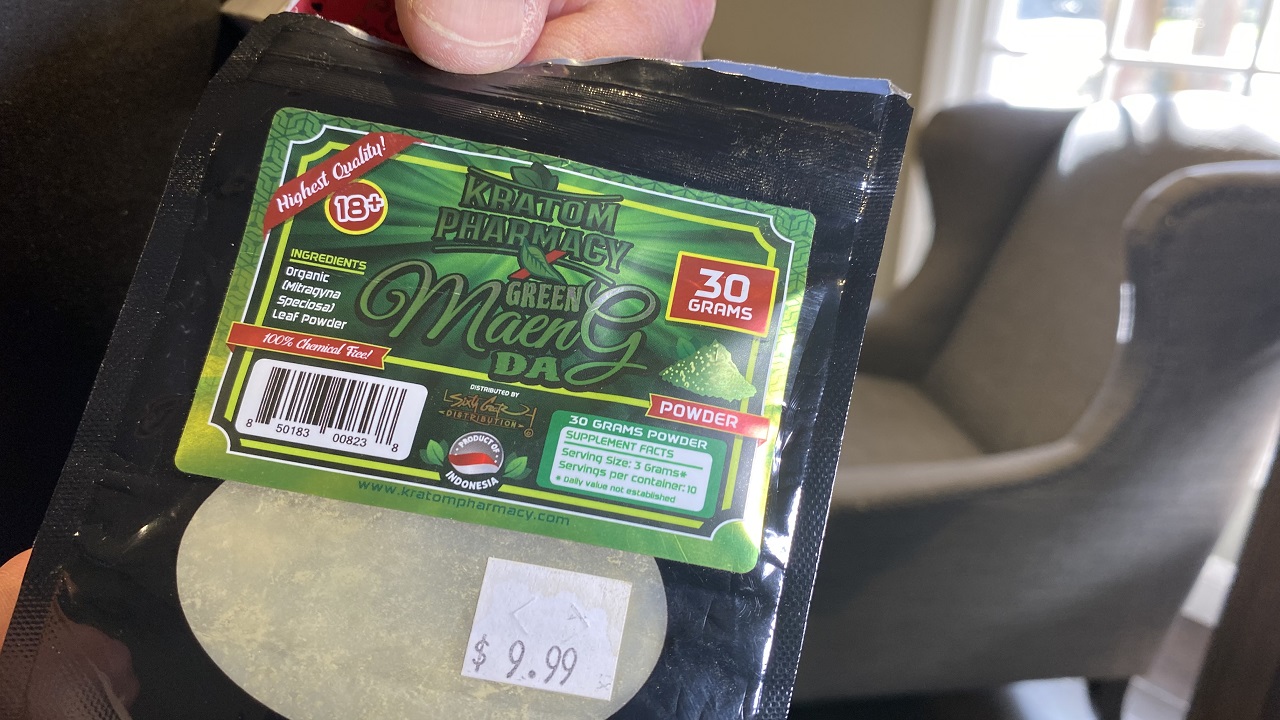 Highest Quality!
18+
KRATOM
PHARMACY
GREEN
MaenG
DA
30
GRAMS
INGREDIENTS
Organic
(Mitragyna
Speciosa)
Leaf Powder
100% Chemical Free!
8 50183 00823 8
DISTRIBUTED BY
DISTRIBUTION
PRODUCT OF
INDONESIA
POWDER
30 GRAMS POWDER
SUPPLEMENT FACTS
Serving Size: 3 Grams*
Servings per container: 10
* Daily value not established
www.kratompharmacy.com
$ 9.99